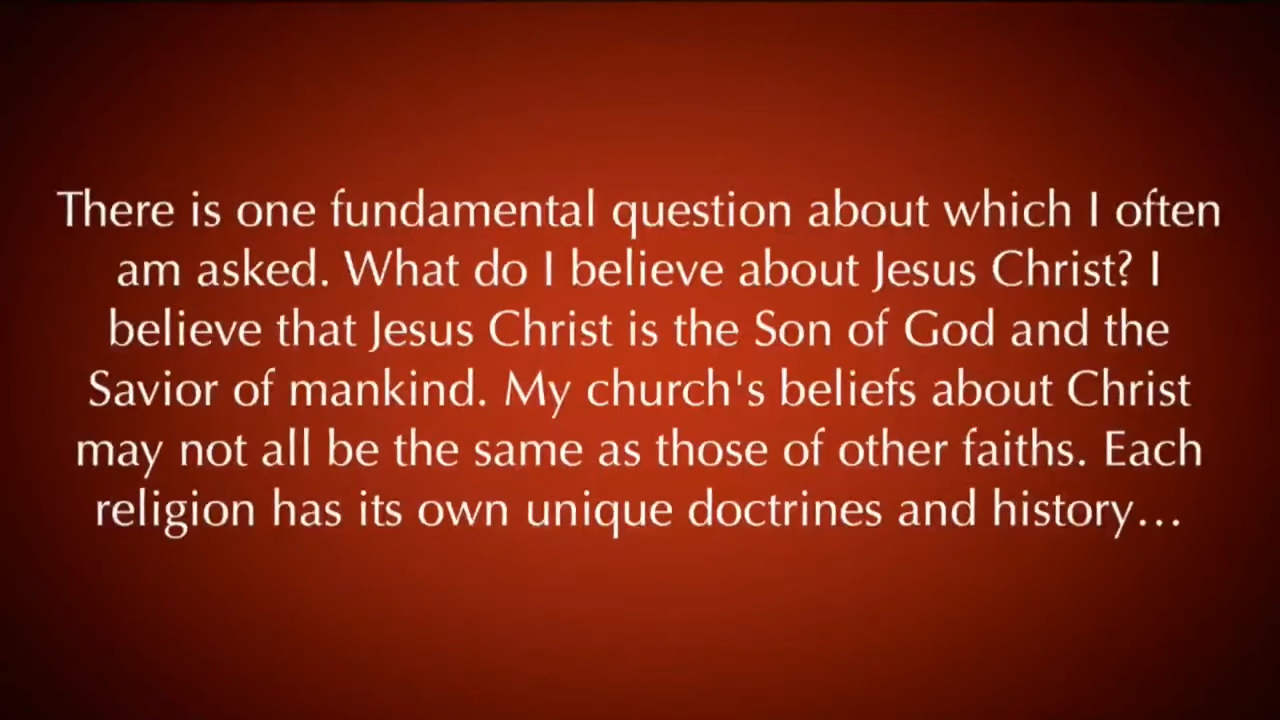 There is one fundamental question about which I often
am asked. What do I believe about Jesus Christ? I
believe that Jesus Christ is the Son of God and the
Savior of mankind. My church's beliefs about Christ
may not all be the same as those of other faiths. Each
religion has its own unique doctrines and history…